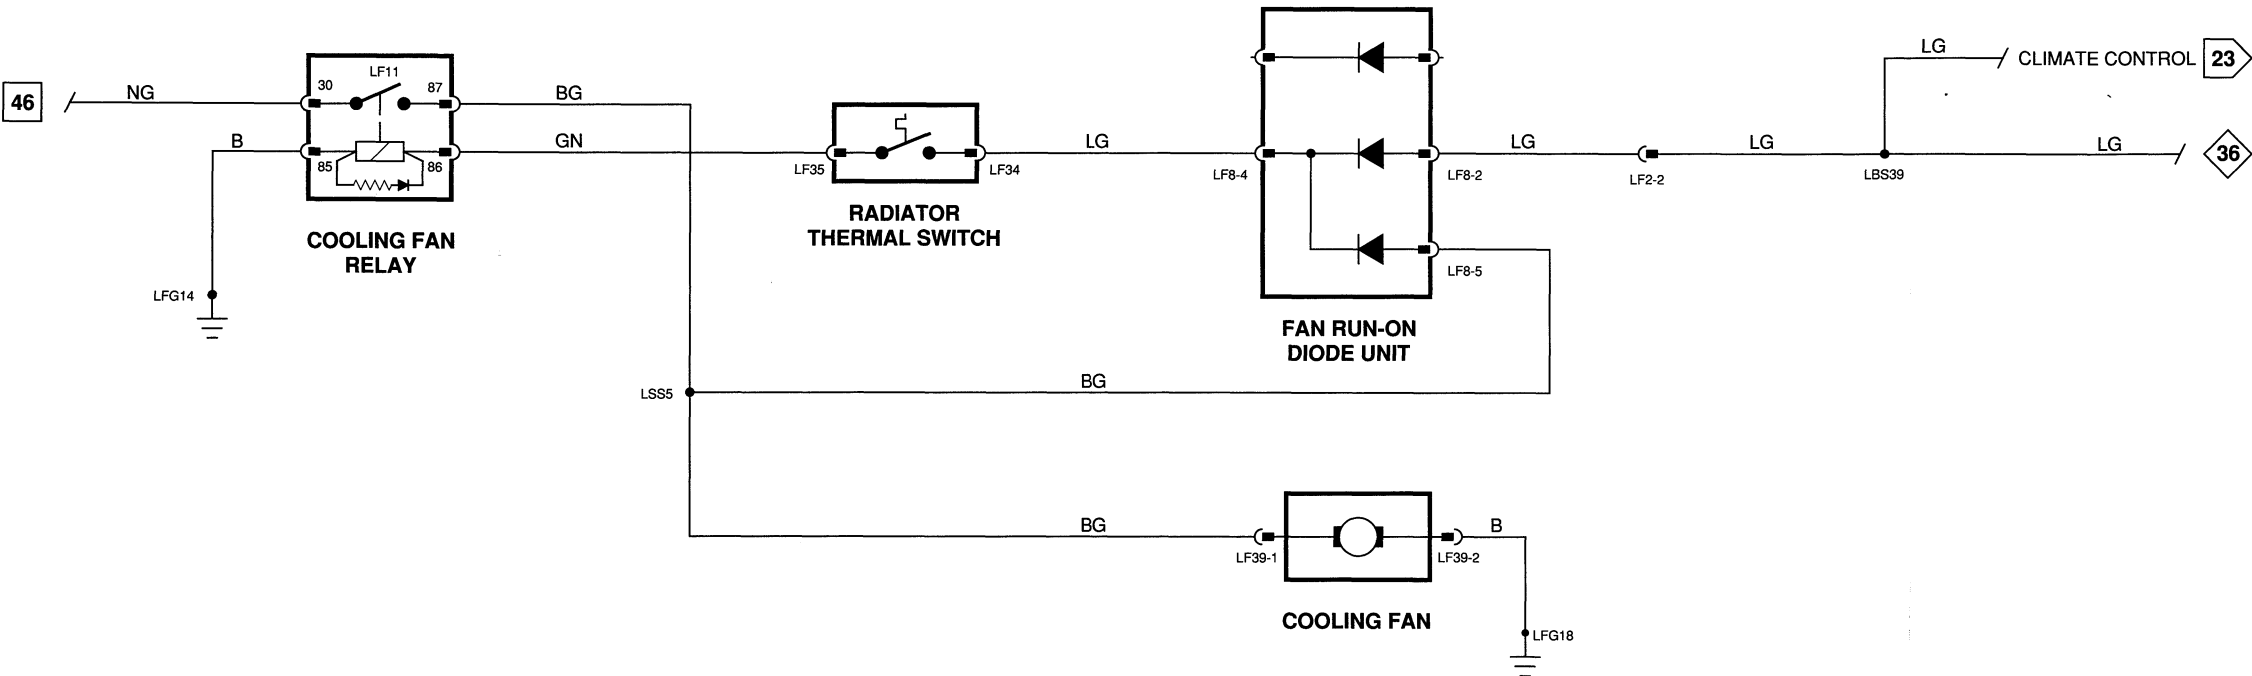 LG
CLIMATE CONTROL 23
46
NG
30
LF11
87
BG
B
85
86
GN
LF35
LF34
LG
LF8-4
LG
LF8-2
LF2-2
LG
LBS39
LG
36
RADIATOR
THERMAL SWITCH
COOLING FAN
RELAY
LF8-5
LFG14
FAN RUN-ON
DIODE UNIT
LSS5
BG
BG
LF39-1
LF39-2
B
COOLING FAN
LFG18